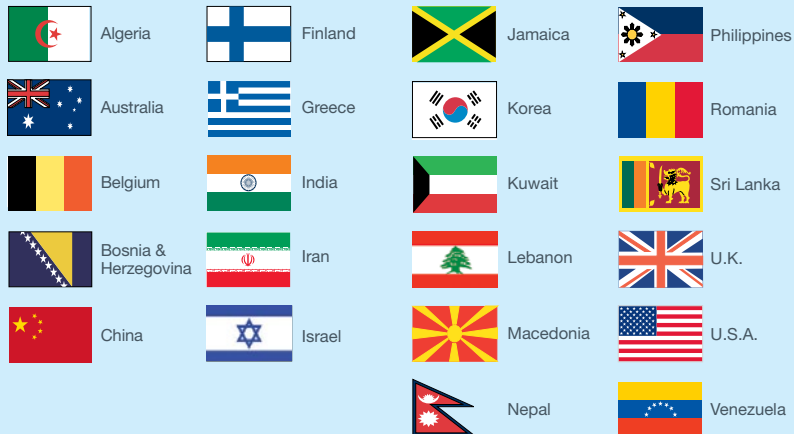 Algeria
Australia
Belgium
Bosnia &
Herzegovina
China
Finland
Greece
India
Iran
Israel
Jamaica
Korea
Kuwait
Lebanon
Macedonia
Nepal
Philippines
Romania
Sri Lanka
U.K.
U.S.A.
Venezuela